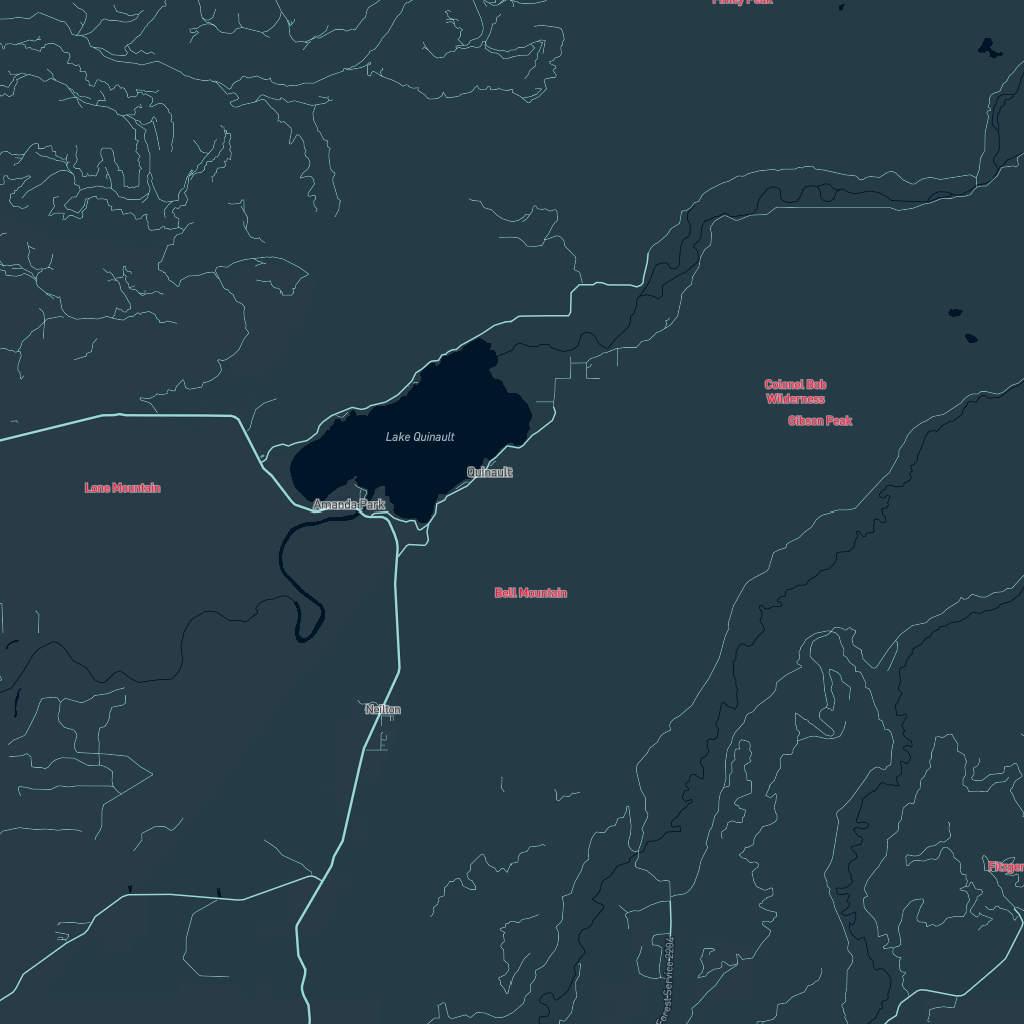 Colonel Bob
Wilderness
Gibson Peak
Lake Quinault
Quinault
Lone Mountain
Amanda Park
Bell Mountain
Neilton
Forest Service 2204